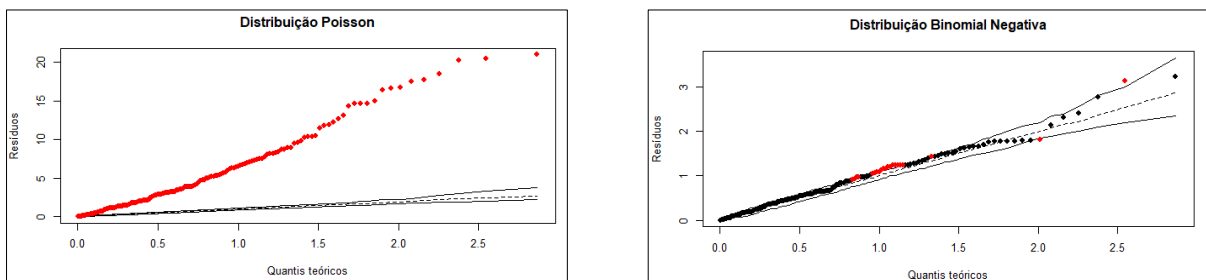 Distribuição Poisson
20
15
10
5
0
Resíduos
0.0 0.5 1.0 1.5 2.0 2.5
Quantis teóricos
Distribuição Binomial Negativa
3
2
1
0
Resíduos
0.0 0.5 1.0 1.5 2.0 2.5
Quantis teóricos